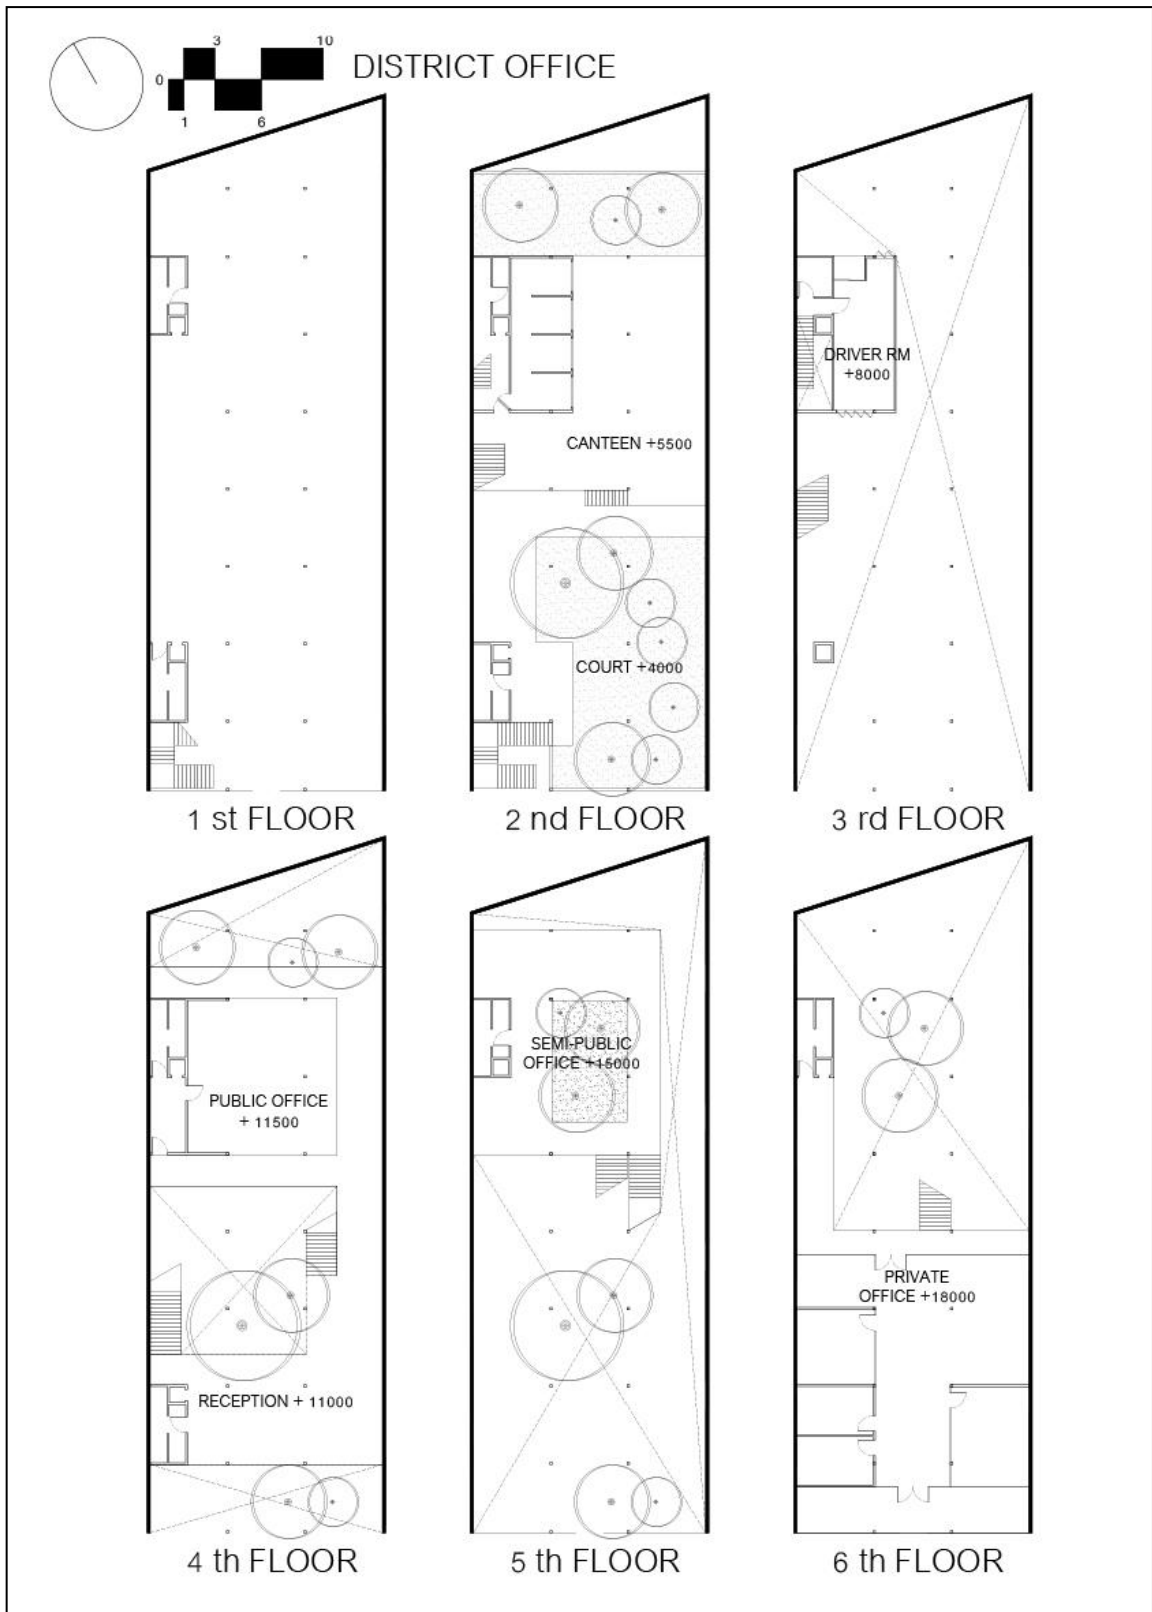 3 10
DISTRICT OFFICE
0
1 6
DRIVER RM
+8000
CANTEEN +5500
COURT +4000
1 st FLOOR
2 nd FLOOR
3 rd FLOOR
SEMI-PUBLIC
OFFICE +15000
PUBLIC OFFICE
+ 11500
PRIVATE
OFFICE +18000
RECEPTION + 11000
4 th FLOOR
5 th FLOOR
6 th FLOOR